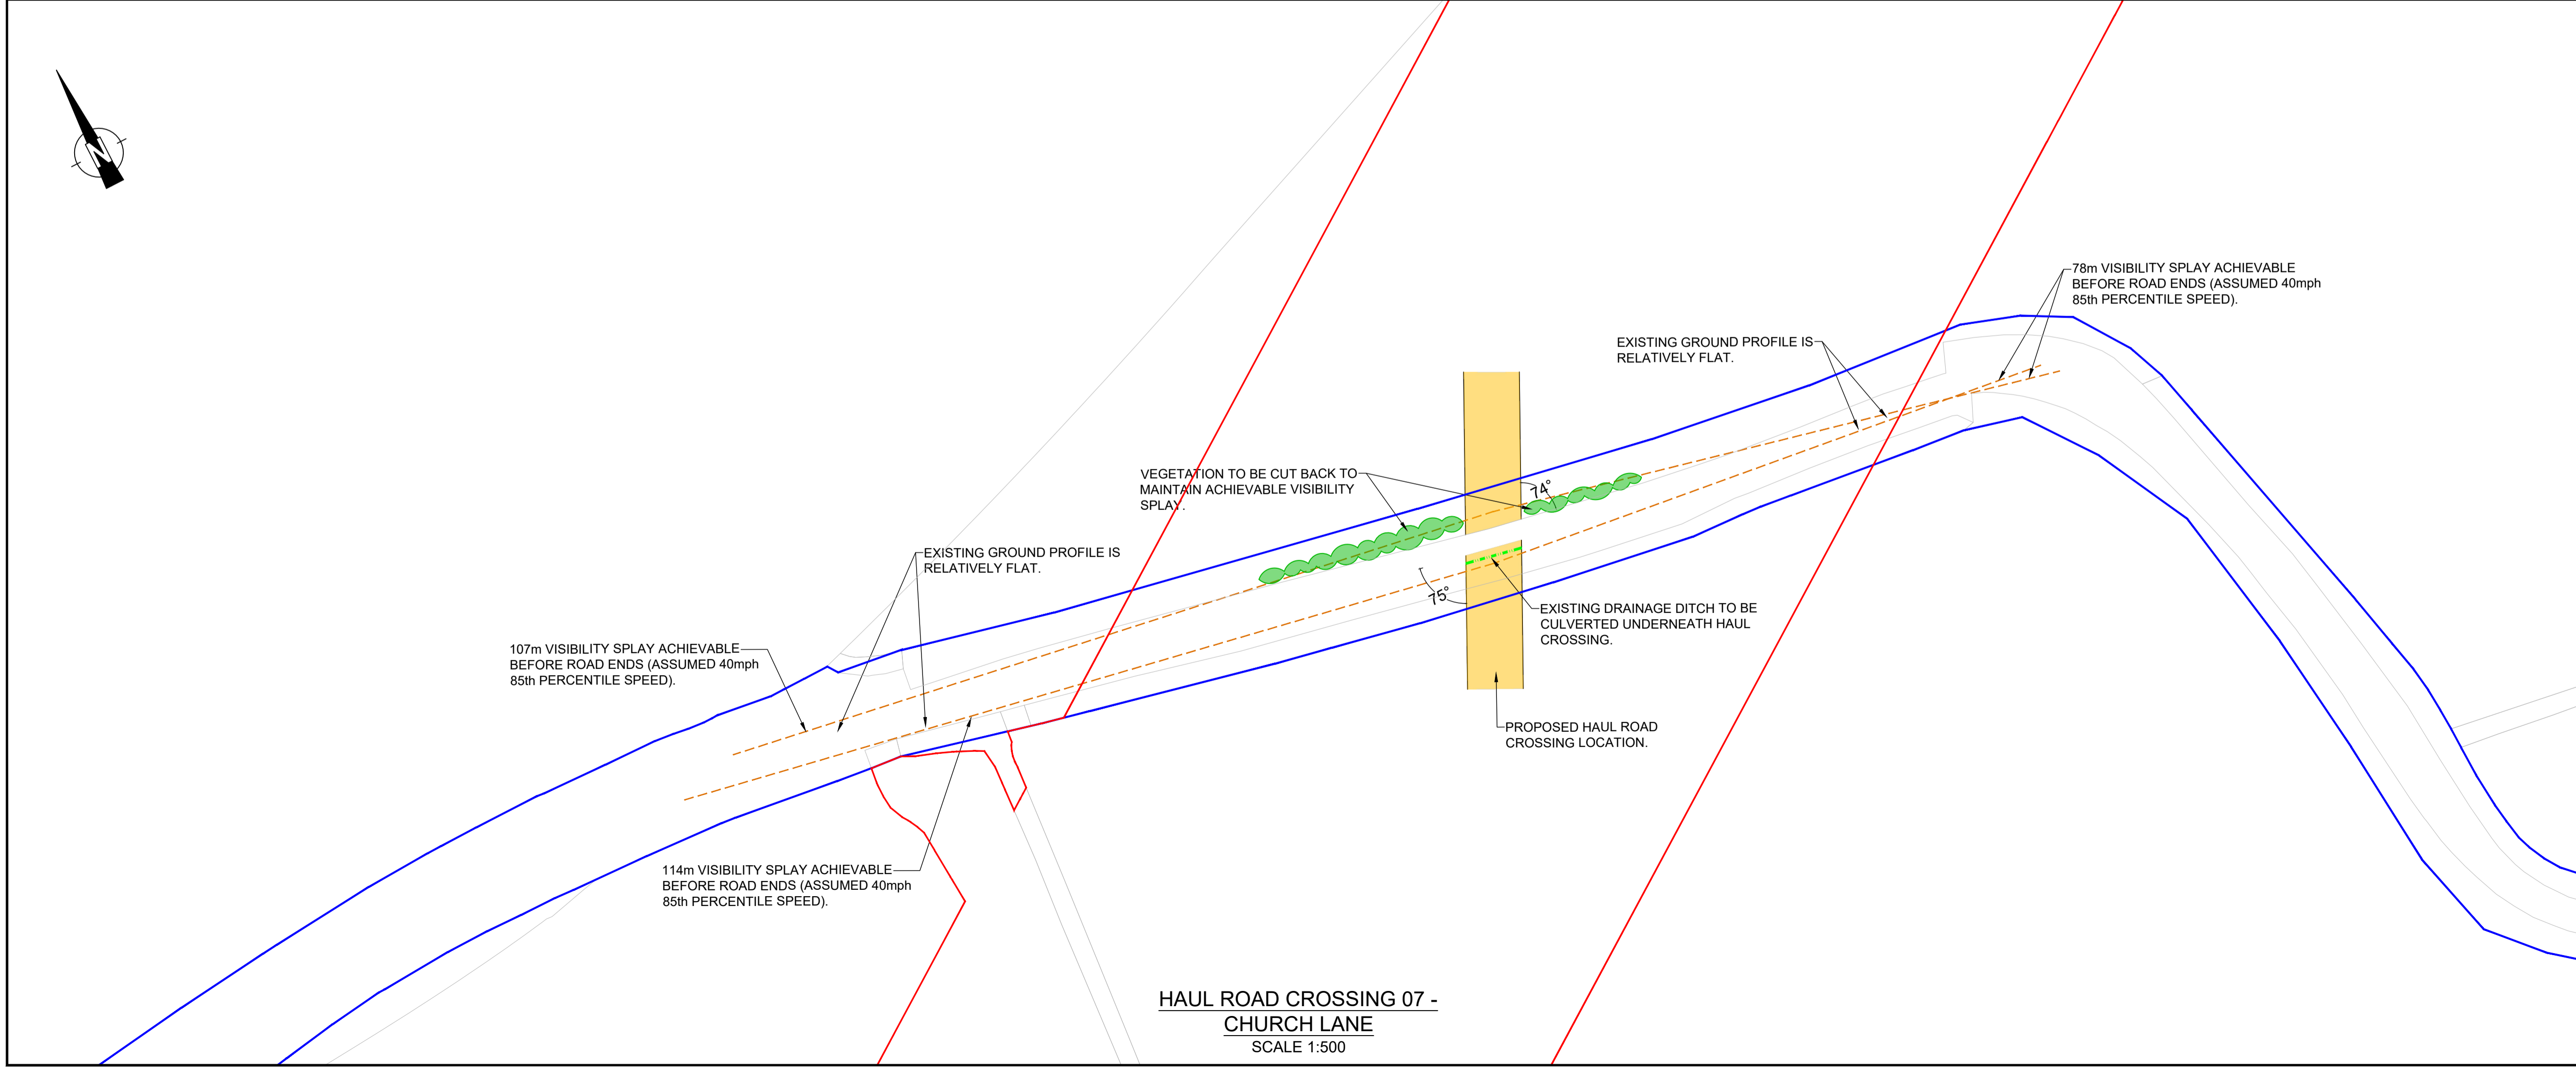 N
78m VISIBILITY SPLAY ACHIEVABLE
BEFORE ROAD ENDS (ASSUMED 40mph
85th PERCENTILE SPEED).
EXISTING GROUND PROFILE IS
RELATIVELY FLAT.
VEGETATION TO BE CUT BACK TO
MAINTAIN ACHIEVABLE VISIBILITY
SPLAY.
74°
EXISTING GROUND PROFILE IS
RELATIVELY FLAT.
75°
EXISTING DRAINAGE DITCH TO BE
CULVERTED UNDERNEATH HAUL
CROSSING.
107m VISIBILITY SPLAY ACHIEVABLE
BEFORE ROAD ENDS (ASSUMED 40mph
85th PERCENTILE SPEED).
PROPOSED HAUL ROAD
CROSSING LOCATION.
114m VISIBILITY SPLAY ACHIEVABLE
BEFORE ROAD ENDS (ASSUMED 40mph
85th PERCENTILE SPEED).
HAUL ROAD CROSSING 07 -
CHURCH LANE
SCALE 1:500